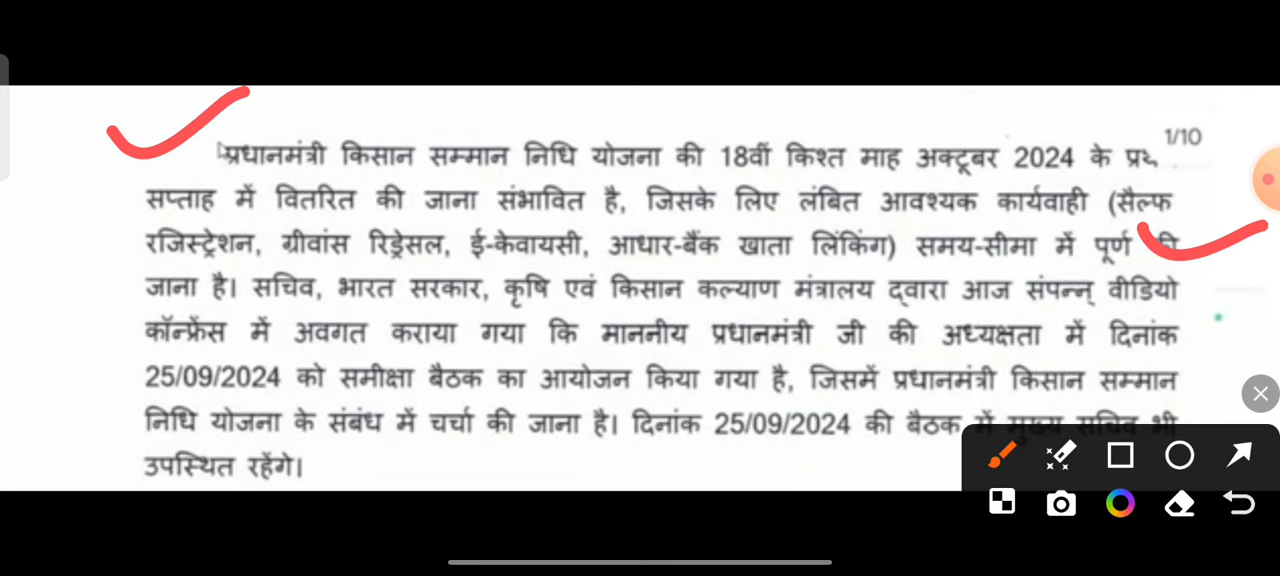 1/10
प्रधानमंत्री किसान सम्मान निधि योजना की 18वीं किश्त माह अक्टूबर 2024 के
सप्ताह में वितरित की जाना संभावित है, जिसके लिए लंबित आवश्यक कार्यवाही (सैल्फ
रजिस्ट्रेशन, ग्रीवांस रिड्रेसल, ई-केवायसी, आधार-बैंक खाता लिंकिंग) समय-सीमा में पूर्ण
जाना है। सचिव, भारत सरकार, कृषि एवं किसान कल्याण मंत्रालय द्वारा आज संपन्न् वीडियो
कॉन्फ्रेंस में अवगत कराया गया कि माननीय प्रधानमंत्री जी की अध्यक्षता में दिनांक
25/09/2024 को समीक्षा बैठक का आयोजन किया गया है, जिसमें प्रधानमंत्री किसान सम्मान
निधि योजना के संबंध में चर्चा की जाना है। दिनांक 25/09/2024 की बैठक में मुख्य सचिव भी
उपस्थित रहेंगे।